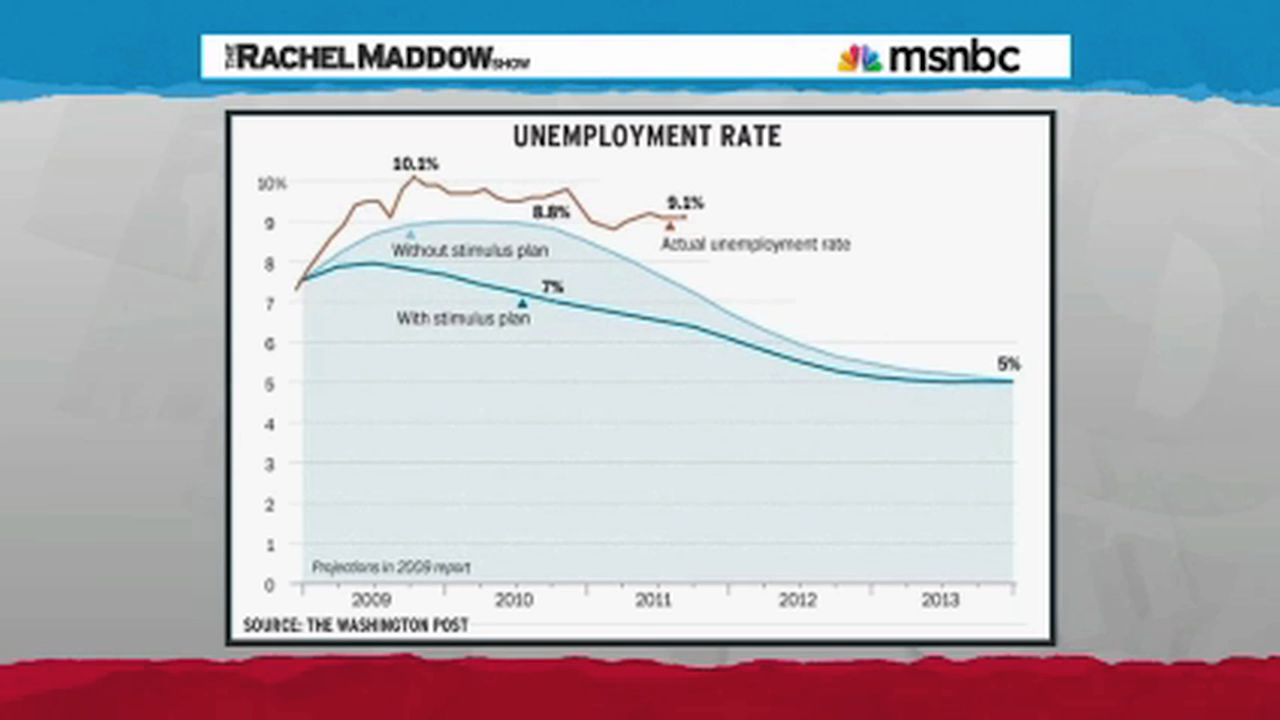 THE RACHEL MADDOW SHOW
msnbc
UNEMPLOYMENT RATE
10.1%
10%
9.1%
8.8%
9
Actual unemployment rate
Without stimulus plan
8
7%
7
With stimulus plan
6
5%
5
4
3
2
1
Projections in 2009 report
0
2009 2010 2011 2012 2013
SOURCE: THE WASHINGTON POST